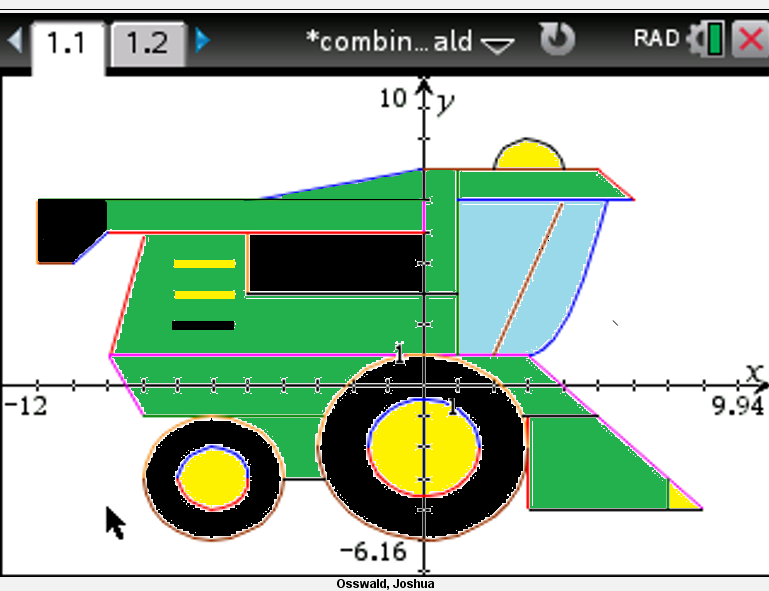 1.1 1.2 *combin...ald RAD
10 y
1 x
-12 1 9.94
-6.16
Osswald, Joshua